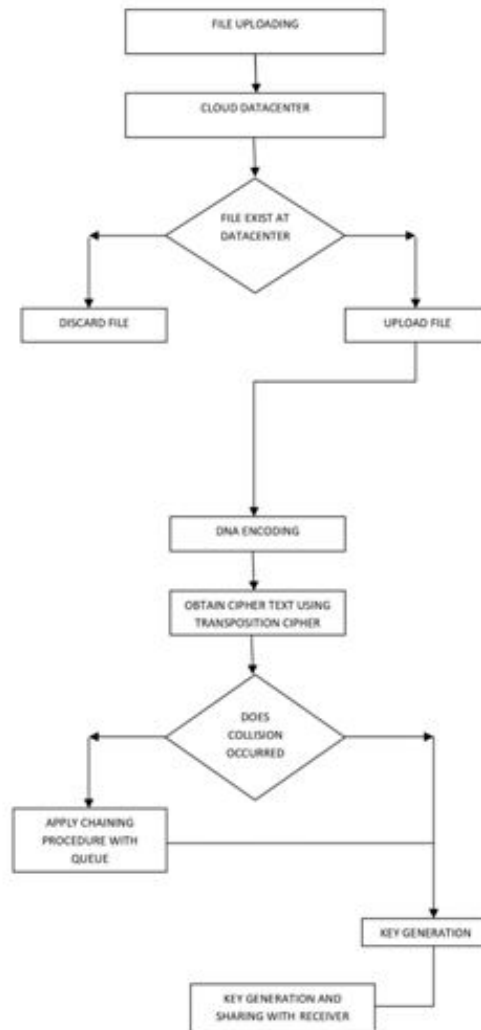 FILE UPLOADING
CLOUD DATACENTER
FILE EXIST AT
DATACENTER
DISCARD FILE
UPLOAD FILE
DNA ENCODING
OBTAIN CIPHER TEXT USING
TRANSPOSITION CIPHER
DOES
COLLISION
OCCURRED
APPLY CHAINING
PROCEDURE WITH
QUEUE
KEY GENERATION
KEY GENERATION AND
SHARING WITH RECEIVER